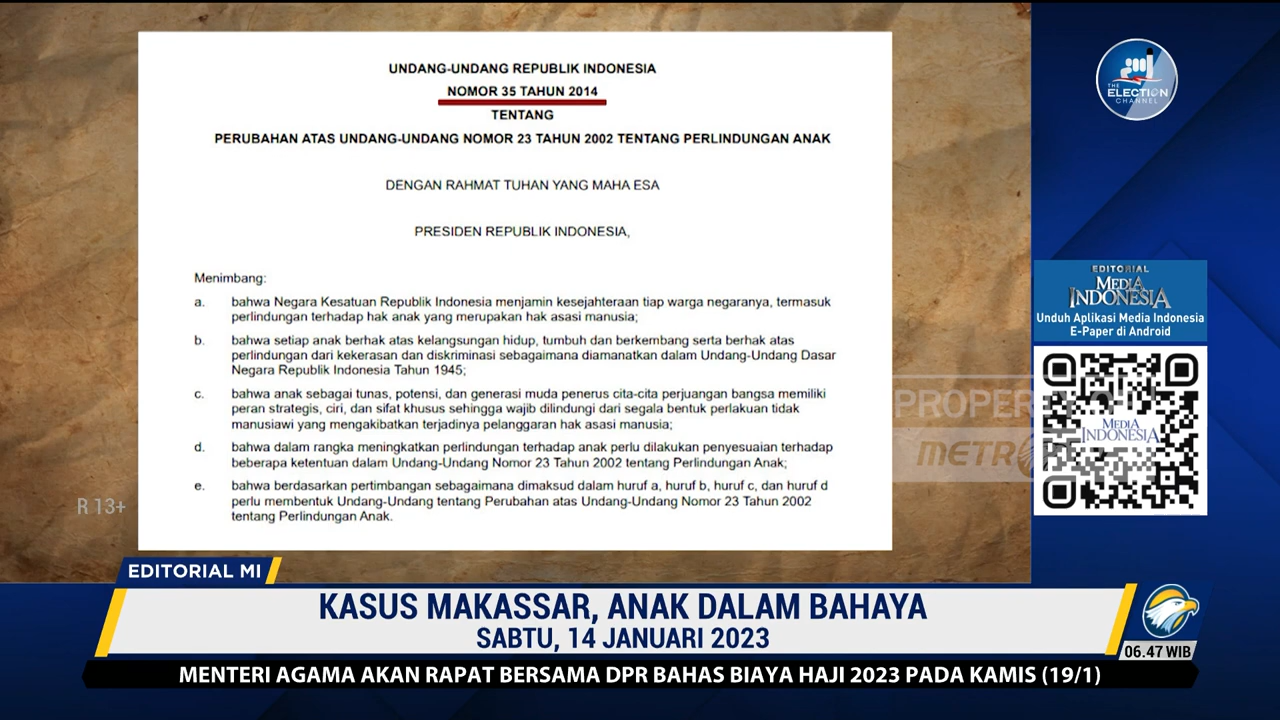 UNDANG-UNDANG REPUBLIK INDONESIA
NOMOR 35 TAHUN 2014
TENTANG
PERUBAHAN ATAS UNDANG-UNDANG NOMOR 23 TAHUN 2002 TENTANG PERLINDUNGAN ANAK
DENGAN RAHMAT TUHAN YANG MAHA ESA
PRESIDEN REPUBLIK INDONESIA,
Menimbang:
a. bahwa Negara Kesatuan Republik Indonesia menjamin kesejahteraan tiap warga negaranya, termasuk
perlindungan terhadap hak anak yang merupakan hak asasi manusia;
b. bahwa setiap anak berhak atas kelangsungan hidup, tumbuh dan berkembang serta berhak atas
perlindungan dari kekerasan dan diskriminasi sebagaimana diamanatkan dalam Undang-Undang Dasar
Negara Republik Indonesia Tahun 1945;
c. bahwa anak sebagai tunas, potensi, dan generasi muda penerus cita-cita perjuangan bangsa memiliki
peran strategis, ciri, dan sifat khusus sehingga wajib dilindungi dari segala bentuk perlakuan tidak
manusiawi yang mengakibatkan terjadinya pelanggaran hak asasi manusia;
d. bahwa dalam rangka meningkatkan perlindungan terhadap anak perlu dilakukan penyesuaian terhadap
beberapa ketentuan dalam Undang-Undang Nomor 23 Tahun 2002 tentang Perlindungan Anak;
e. bahwa berdasarkan pertimbangan sebagaimana dimaksud dalam huruf a, huruf b, huruf c, dan huruf d
perlu membentuk Undang-Undang tentang Perubahan atas Undang-Undang Nomor 23 Tahun 2002
tentang Perlindungan Anak.
R 13+
THE
ELECTION
CHANNEL
EDITORIAL
MEDIA
INDONESIA
Unduh Aplikasi Media Indonesia
E-Paper di Android
PROPERTY
MEDIA
INDONESIA
METR
EDITORIAL MI
KASUS MAKASSAR, ANAK DALAM BAHAYA
SABTU, 14 JANUARI 2023
06.47 WIB
MENTERI AGAMA AKAN RAPAT BERSAMA DPR BAHAS BIAYA HAJI 2023 PADA KAMIS (19/1)